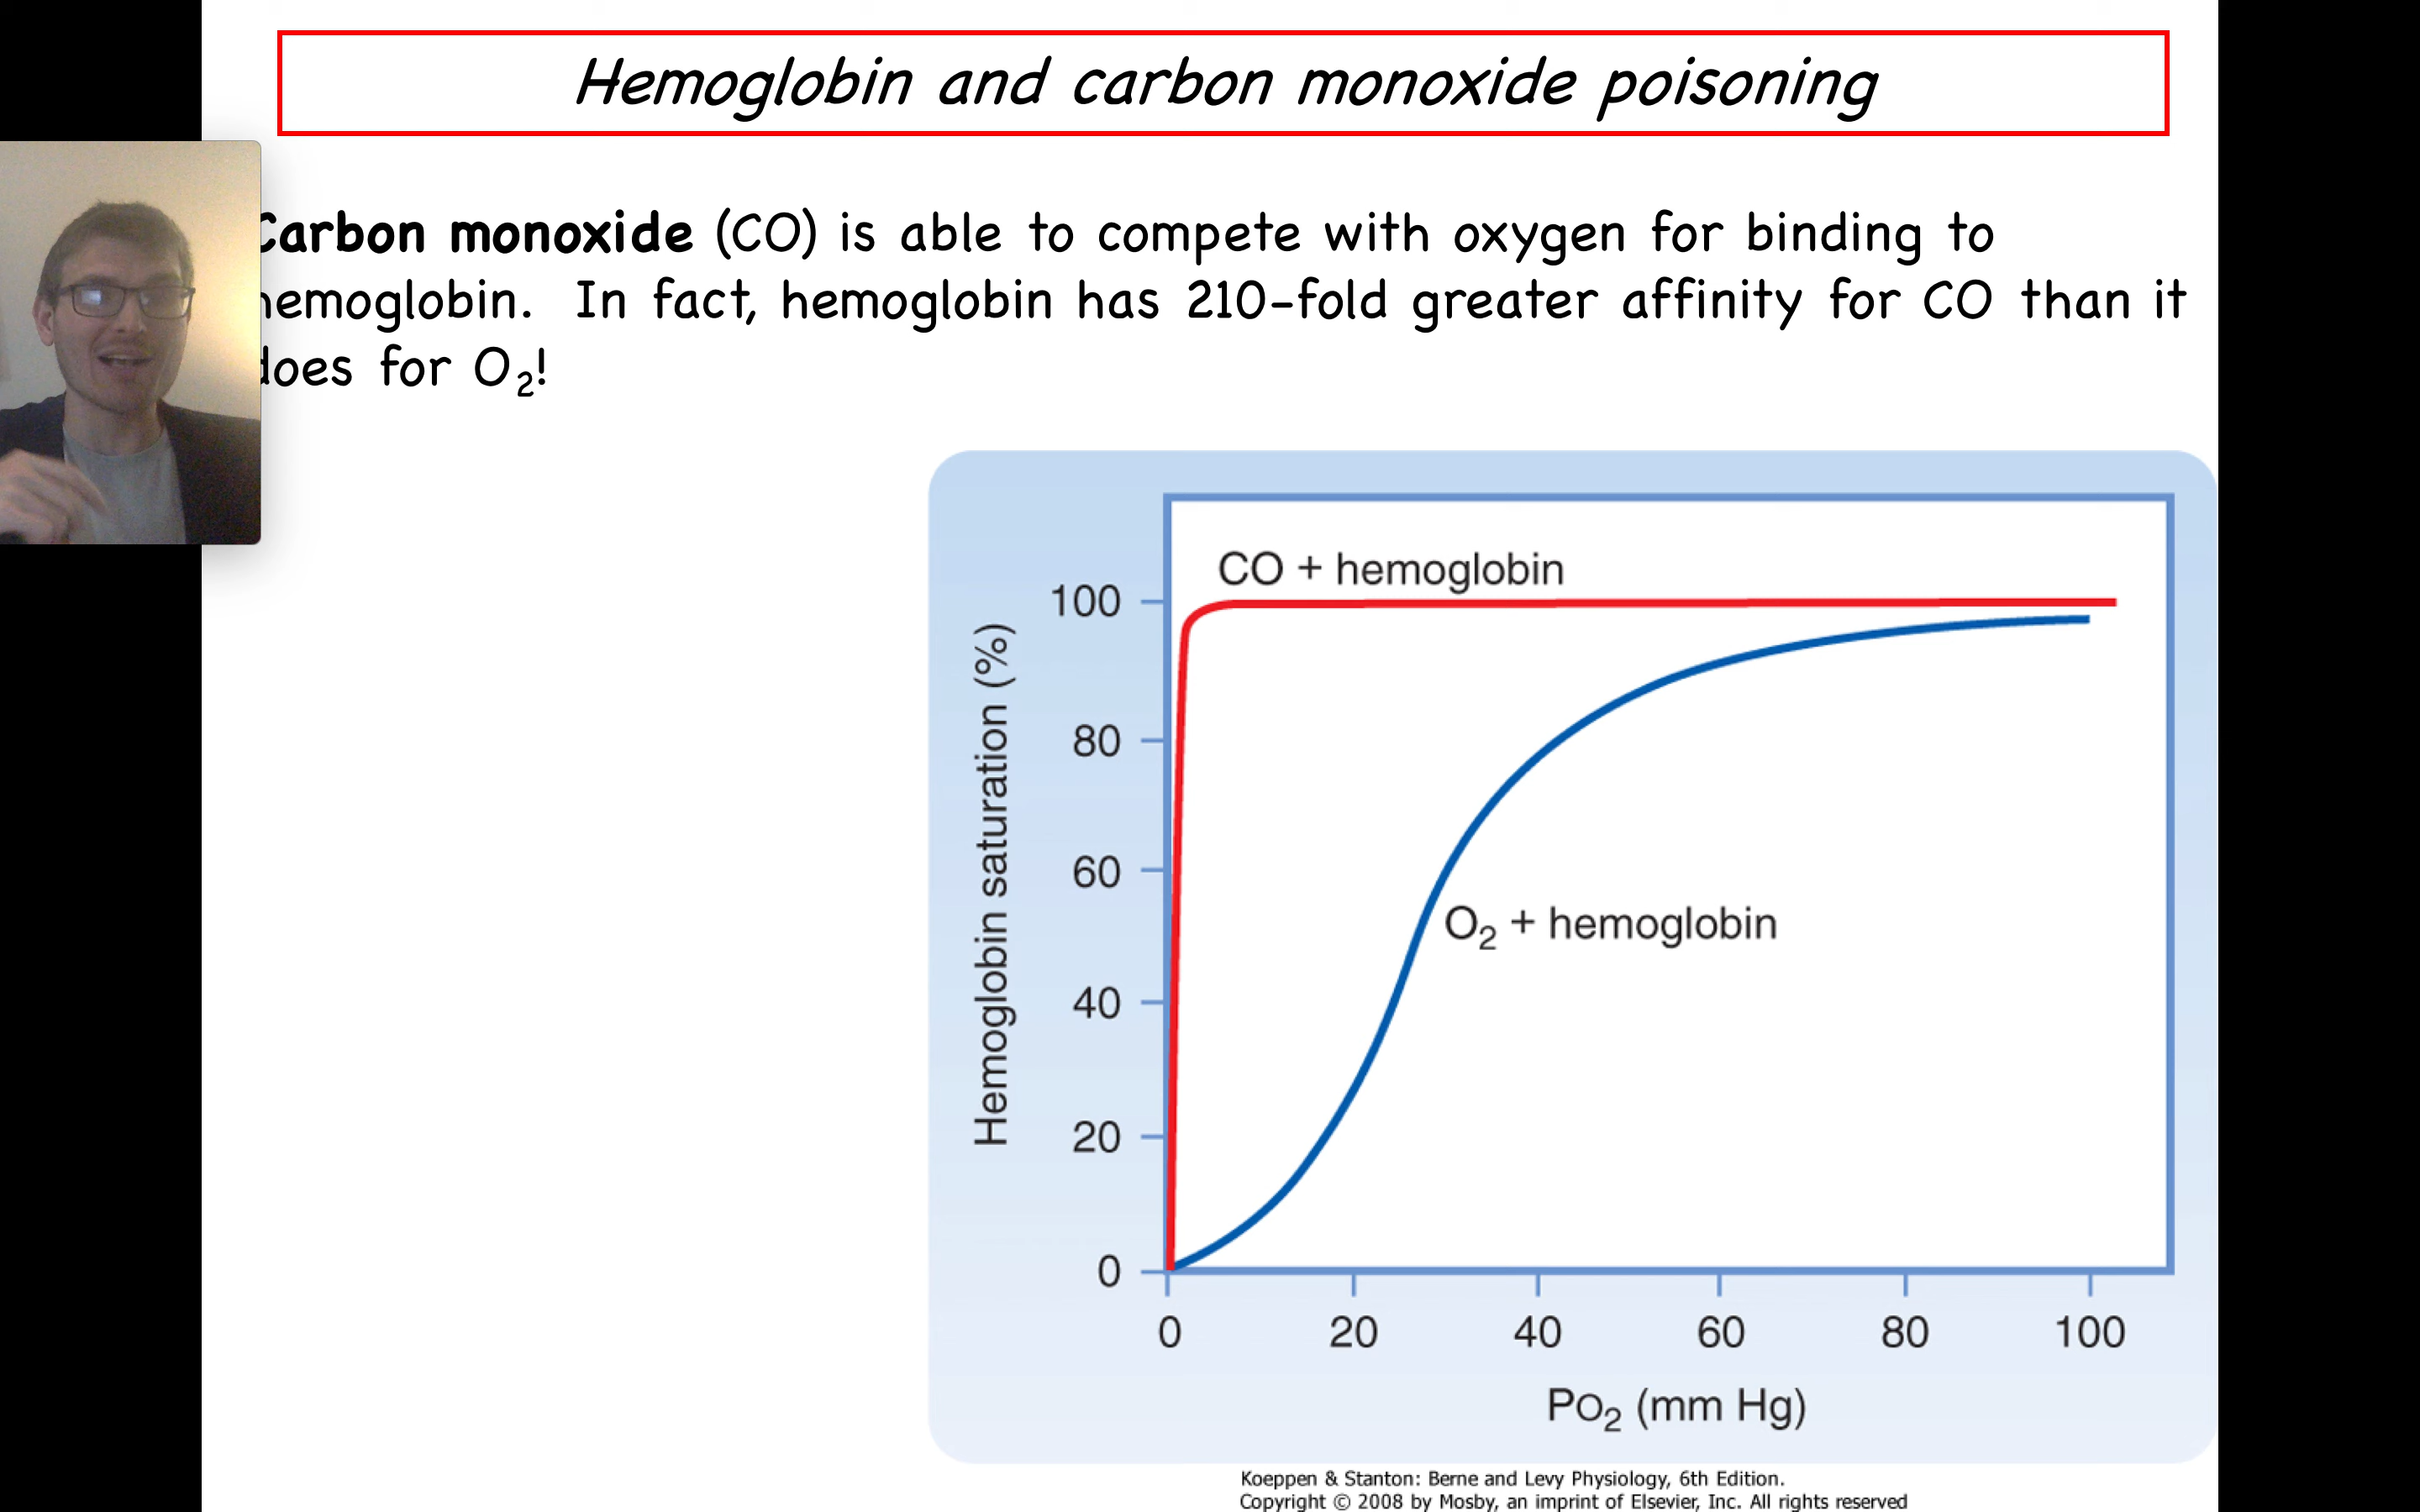 Hemoglobin and carbon monoxide poisoning
Carbon monoxide (CO) is able to compete with oxygen for binding to
hemoglobin. In fact, hemoglobin has 210-fold greater affinity for CO than it
does for O₂!
CO + hemoglobin
O₂ + hemoglobin
Hemoglobin saturation (%)
100
80
60
40
20
0
0 20 40 60 80 100
PO₂ (mm Hg)
Koeppen & Stanton: Berne and Levy Physiology, 6th Edition.
Copyright © 2008 by Mosby, an imprint of Elsevier, Inc. All rights reserved